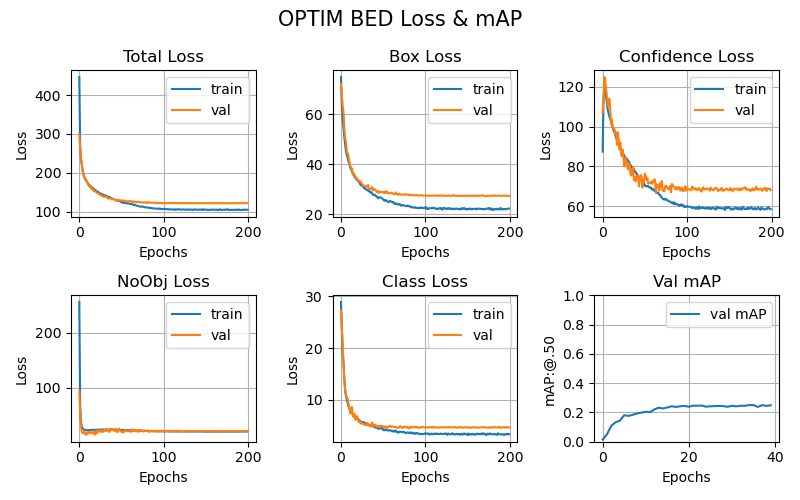 OPTIM BED Loss & mAP
Total Loss
Loss
400
300
200
100
train
val
0
100
200
Epochs
Box Loss
Loss
60
40
20
train
val
0
100
200
Epochs
Confidence Loss
Loss
120
100
80
60
train
val
0
100
200
Epochs
NoObj Loss
Loss
200
100
train
val
0
100
200
Epochs
Class Loss
Loss
30
20
10
train
val
0
100
200
Epochs
Val mAP
mAP:@.50
1.0
0.8
0.6
0.4
0.2
0.0
val mAP
0
20
40
Epochs